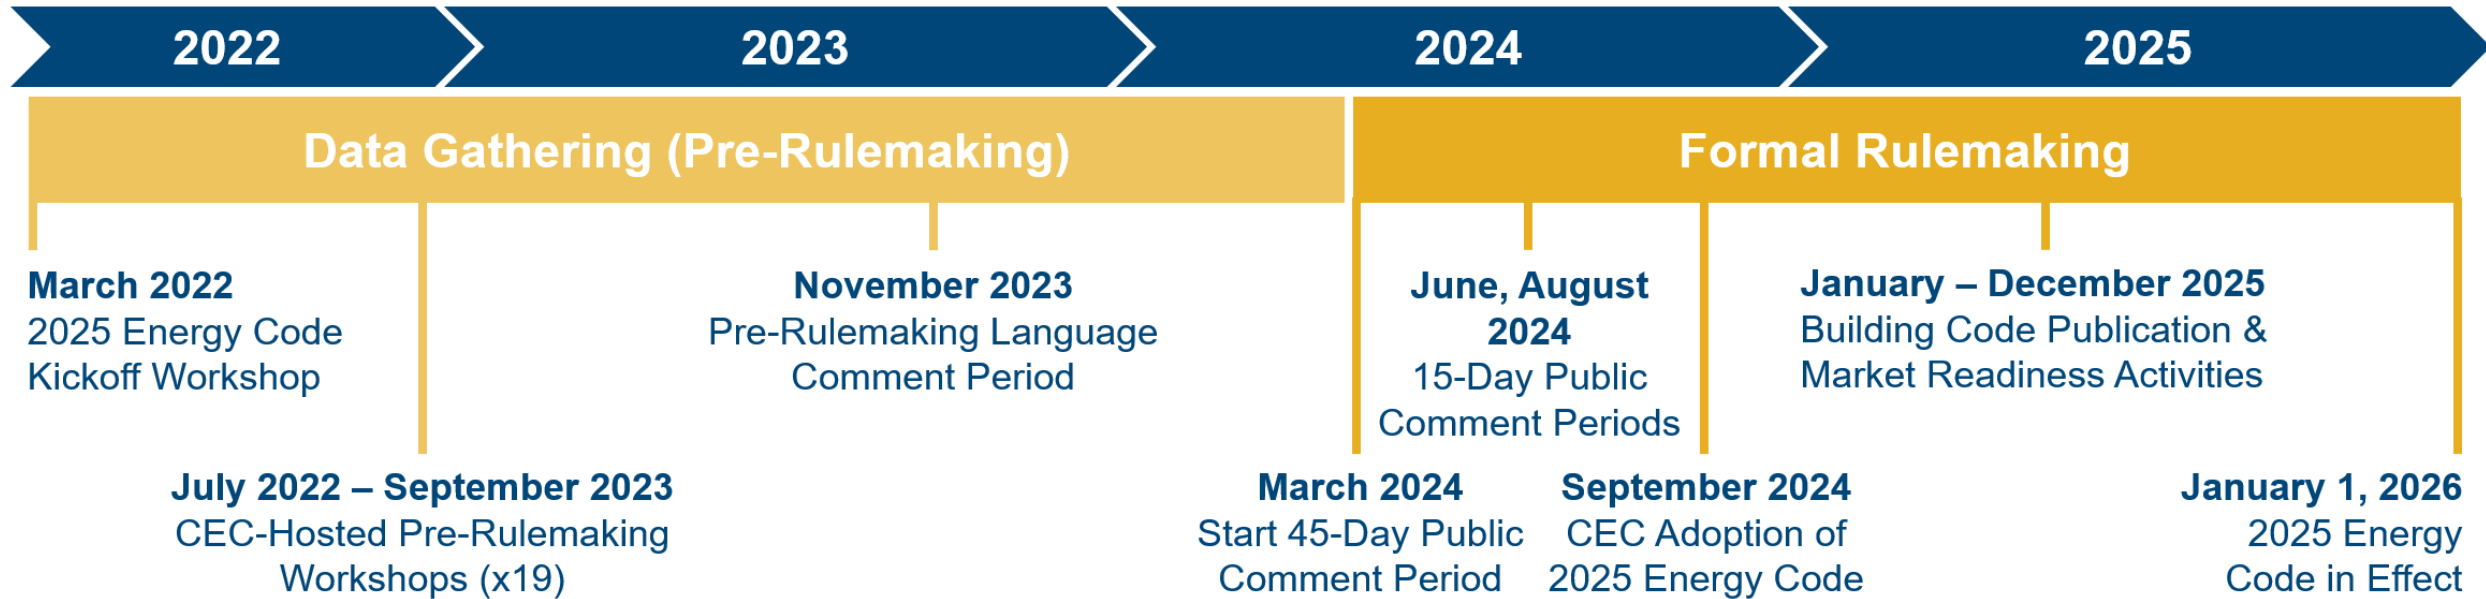 2022
2023
2024
2025
Data Gathering (Pre-Rulemaking)
Formal Rulemaking
March 2022
2025 Energy Code
Kickoff Workshop
July 2022 – September 2023
CEC-Hosted Pre-Rulemaking
Workshops (x19)
November 2023
Pre-Rulemaking Language
Comment Period
March 2024
Start 45-Day Public
Comment Period
June, August
2024
15-Day Public
Comment Periods
September 2024
CEC Adoption of
2025 Energy Code
January – December 2025
Building Code Publication &
Market Readiness Activities
January 1, 2026
2025 Energy
Code in Effect